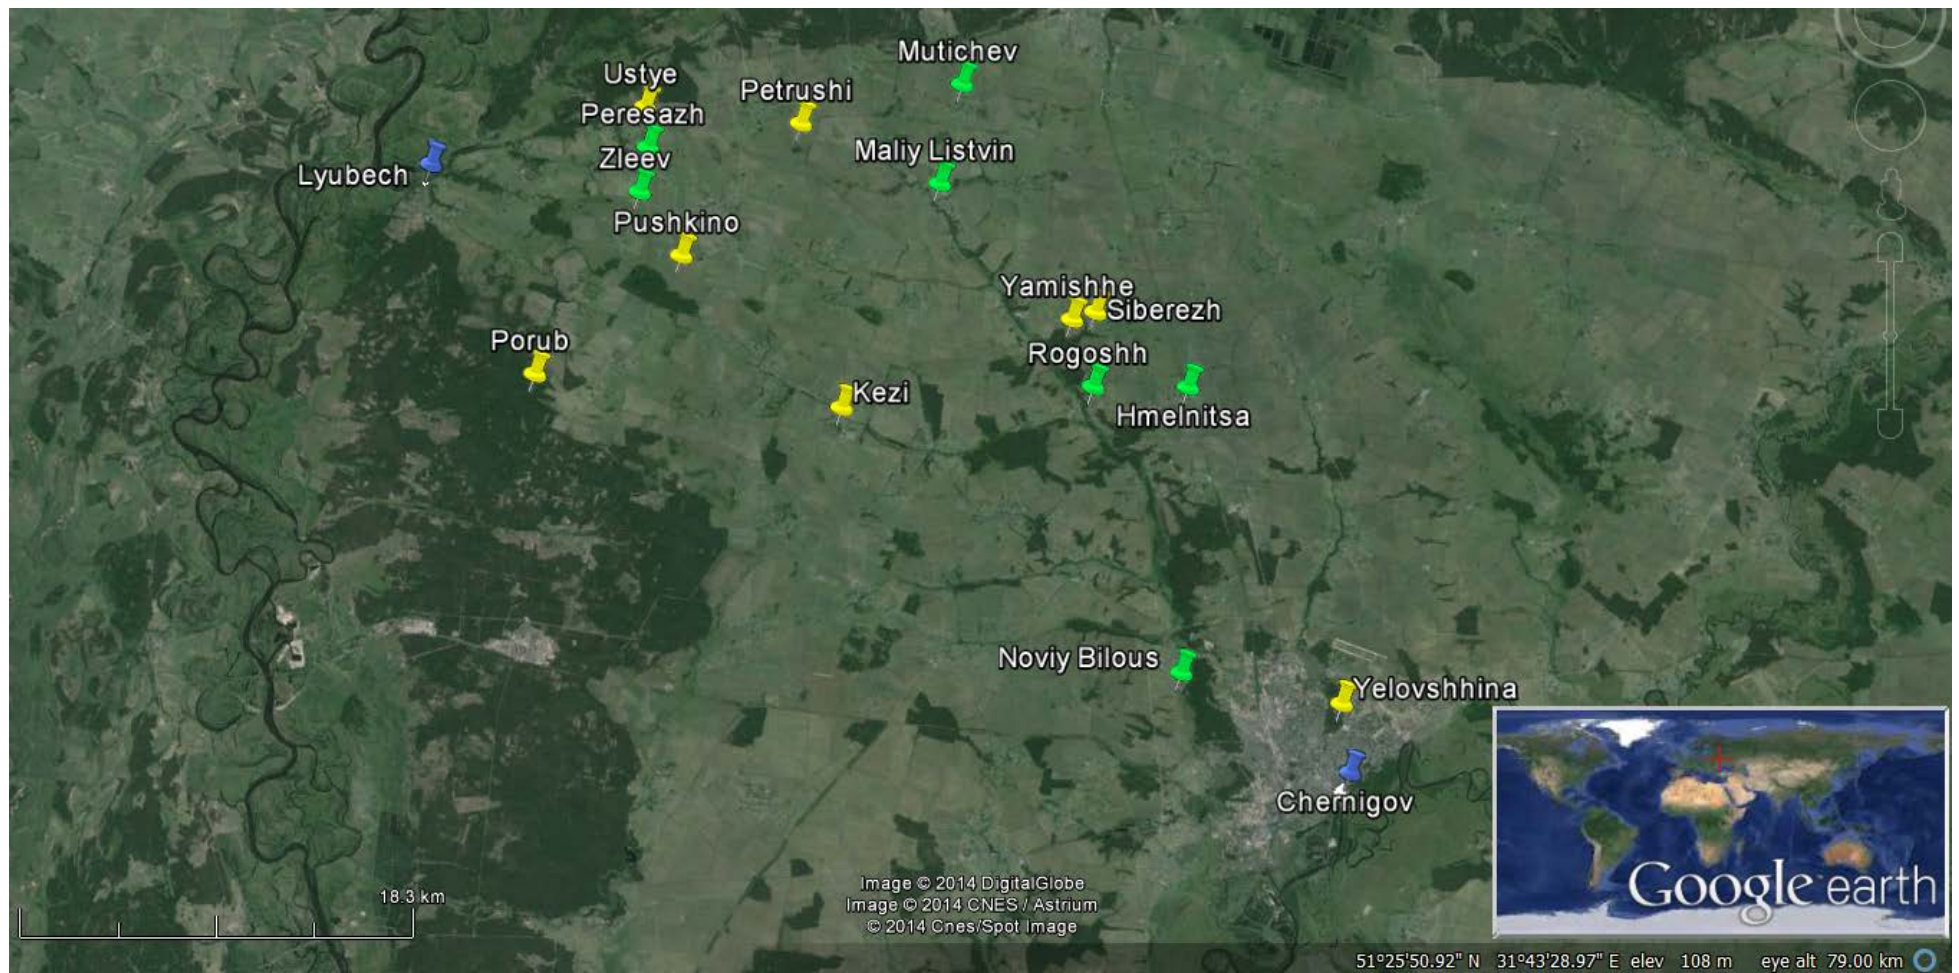 Mutichev
Ustye
Petrushi
Peresazh
Maliy Listvin
Zleev
Lyubech
Pushkino
Yamishhe
Siberezh
Porub
Rogoshh
Kezi
Hmelnitsa
Noviy Bilous
Yelovshhina
Chernigov
18.3 km
Image © 2014 DigitalGlobe
Image © 2014 CNES / Astrium
© 2014 Cnes/Spot Image
Google earth
51°25'50.92" N 31°43'28.97" E elev 108 m eye alt 79.00 km